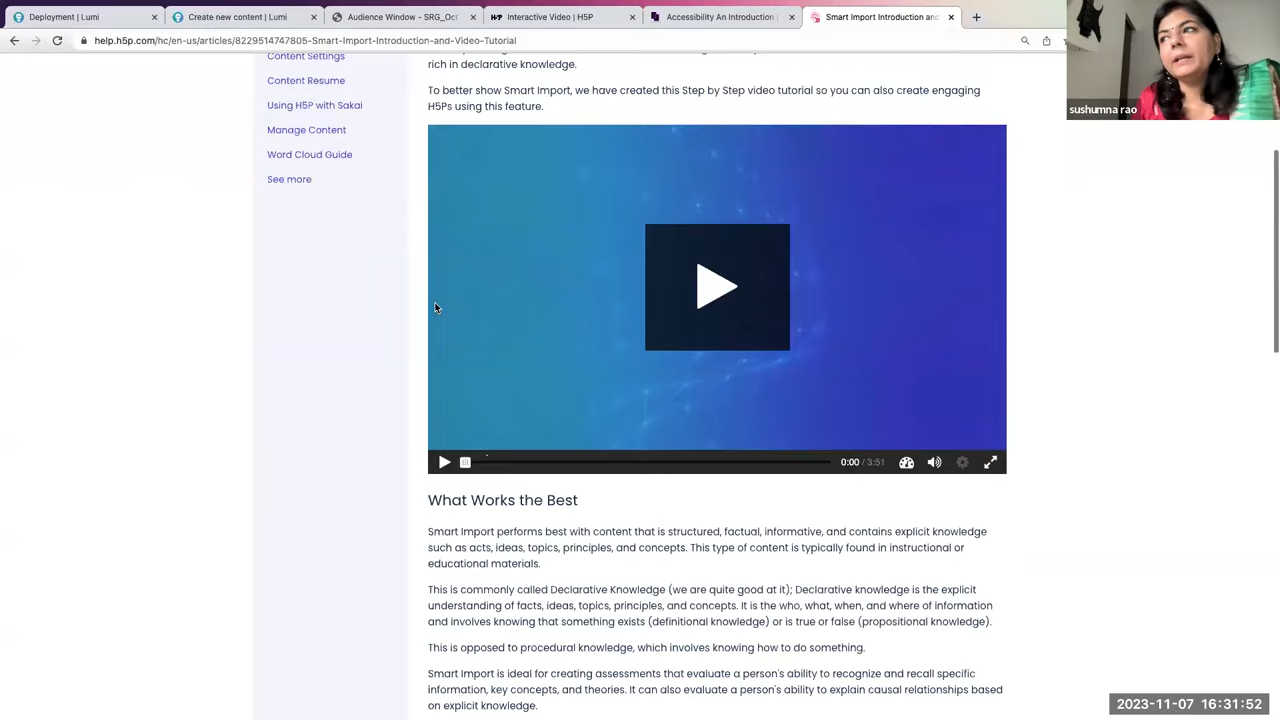 Deployment | Lumi
Create new content | Lumi
Audience Window - SRG_Oct
H5P Interactive Video | H5P
Accessibility An Introduction |
Smart Import Introduction and
help.h5p.com/hc/en-us/articles/8229514747805-Smart-Import-Introduction-and-Video-Tutorial
sushumna rao
Content Settings
Content Resume
Using H5P with Sakai
Manage Content
Word Cloud Guide
See more
rich in declarative knowledge.
To better show Smart Import, we have created this Step by Step video tutorial so you can also create engaging
H5Ps using this feature.
0:00 / 3:51
What Works the Best
Smart Import performs best with content that is structured, factual, informative, and contains explicit knowledge
such as acts, ideas, topics, principles, and concepts. This type of content is typically found in instructional or
educational materials.
This is commonly called Declarative Knowledge (we are quite good at it); Declarative knowledge is the explicit
understanding of facts, ideas, topics, principles, and concepts. It is the who, what, when, and where of information
and involves knowing that something exists (definitional knowledge) or is true or false (propositional knowledge).
This is opposed to procedural knowledge, which involves knowing how to do something.
Smart Import is ideal for creating assessments that evaluate a person's ability to recognize and recall specific
information, key concepts, and theories. It can also evaluate a person's ability to explain causal relationships based
on explicit knowledge.
2023-11-07 16:31:52